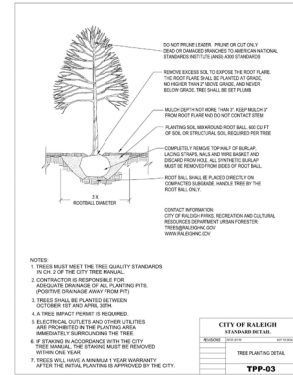 DO NOT PRUNE LEADER. PRUNE OR CUT ONLY
DEAD OR DAMAGED BRANCHES TO AMERICAN NATIONAL
STANDARDS INSTITUTE (ANSI) A300 STANDARDS
REMOVE EXCESS SOIL TO EXPOSE THE ROOT FLARE.
THE ROOT FLARE SHALL BE PLANTED AT GRADE,
NO HIGHER THAN 2" ABOVE GRADE, AND NEVER
BELOW GRADE. TREE SHALL BE SET PLUMB
MULCH DEPTH NOT MORE THAN 3". KEEP MULCH 3"
FROM ROOT FLARE AND DO NOT CONTACT STEM
PLANTING SOIL MIX AROUND ROOT BALL. 600 CU FT
OF SOIL OR STRUCTURAL SOIL REQUIRED PER TREE
COMPLETELY REMOVE TOP HALF OF BURLAP,
LACING STRAPS, NAILS AND WIRE BASKET AND
DISCARD FROM HOLE. ALL SYNTHETIC BURLAP
MUST BE REMOVED FROM SIDES OF ROOT BALL.
ROOT BALL SHALL BE PLACED DIRECTLY ON
COMPACTED SUBGRADE. HANDLE TREE BY THE
ROOT BALL ONLY.
ROOTBALL DIAMETER
CONTACT INFORMATION:
CITY OF RALEIGH PARKS, RECREATION AND CULTURAL
RESOURCES DEPARTMENT URBAN FORESTER:
TREES@RALEIGHNC.GOV
WWW.RALEIGHNC.GOV
NOTES:
1. TREES MUST MEET THE TREE QUALITY STANDARDS
IN CH. 2 OF THE CITY TREE MANUAL.
2. CONTRACTOR IS RESPONSIBLE FOR
ADEQUATE DRAINAGE OF ALL PLANTING PITS.
(POSITIVE DRAINAGE AWAY FROM PIT)
3. TREES SHALL BE PLANTED BETWEEN
OCTOBER 1ST AND APRIL 30TH.
4. A TREE IMPACT PERMIT IS REQUIRED.
5. ELECTRICAL OUTLETS AND OTHER UTILITIES
ARE PROHIBITED IN THE PLANTING AREA
IMMEDIATELY SURROUNDING THE TREE.
6. IF STAKING IN ACCORDANCE WITH THE CITY
TREE MANUAL, THE STAKING MUST BE REMOVED
WITHIN ONE YEAR
7. TREES WILL HAVE A MINIMUM 1 YEAR WARRANTY
AFTER THE INITIAL PLANTING IS APPROVED BY THE CITY.
CITY OF RALEIGH
STANDARD DETAIL
REVISIONS
NOT TO SCALE
TREE PLANTING DETAIL
TPP-03